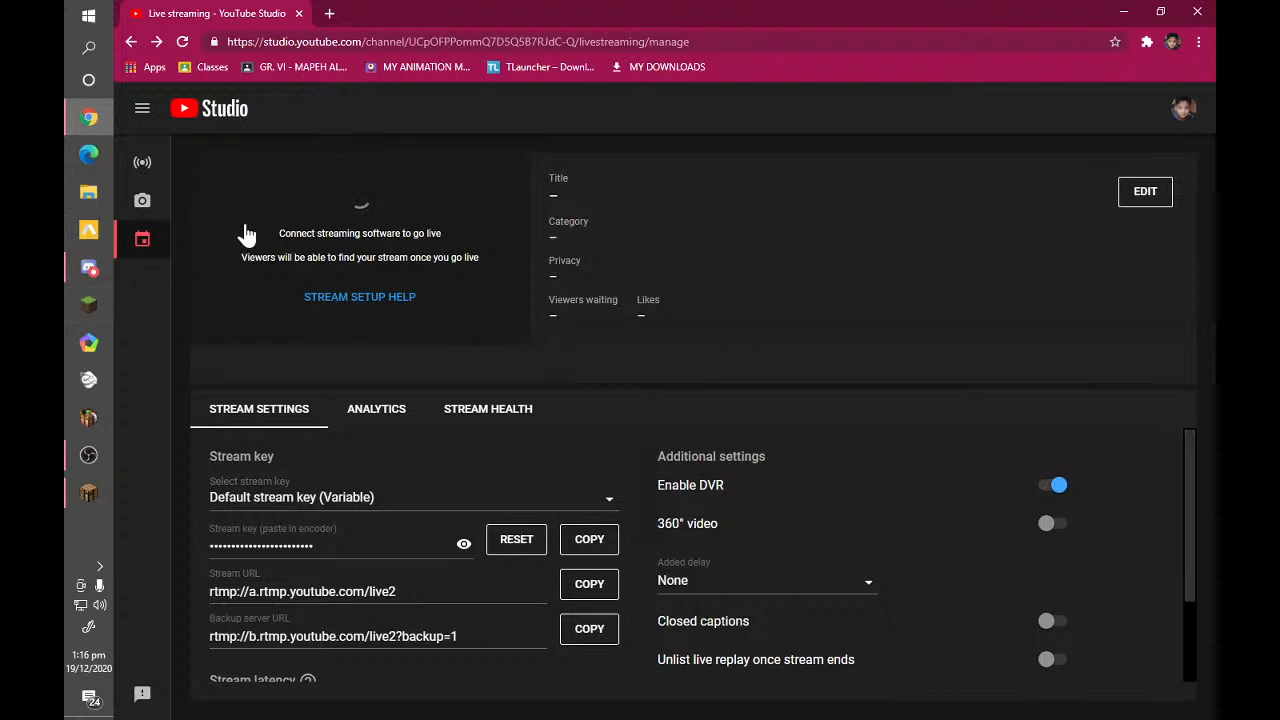 Live streaming - YouTube Studio
https://studio.youtube.com/channel/UCpOFPPommQ7D5Q5B7RJdC-Q/livestreaming/manage
Apps
Classes
GR. VI - MAPEH AL...
MY ANIMATION M...
TL
TLauncher – Downl...
MY DOWNLOADS
Studio
Connect streaming software to go live
Viewers will be able to find your stream once you go live
STREAM SETUP HELP
Title
–
Category
–
Privacy
–
Viewers waiting
–
Likes
–
EDIT
STREAM SETTINGS
ANALYTICS
STREAM HEALTH
Stream key
Select stream key
Default stream key (Variable)
Stream key (paste in encoder)
••••••••••••••••••••••••
RESET
COPY
Stream URL
rtmp://a.rtmp.youtube.com/live2
COPY
Backup server URL
rtmp://b.rtmp.youtube.com/live2?backup=1
COPY
Stream latency
Additional settings
Enable DVR
360° video
Added delay
None
Closed captions
Unlist live replay once stream ends
1:16 pm
19/12/2020
24